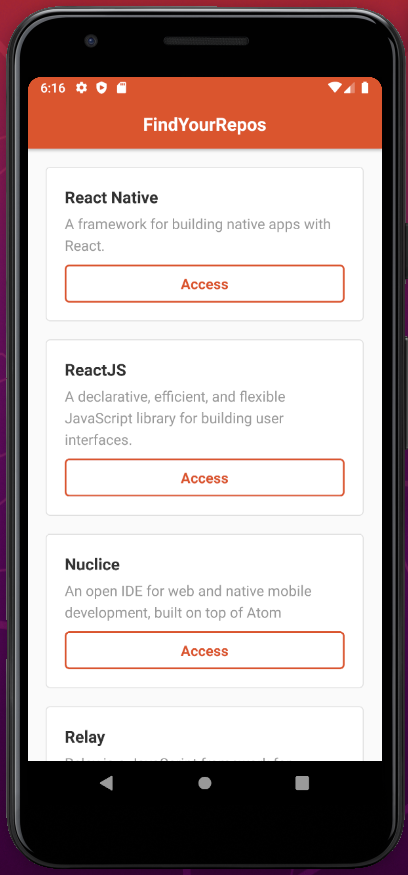 6:16
FindYourRepos
React Native
A framework for building native apps with
React.
Access
ReactJS
A declarative, efficient, and flexible
JavaScript library for building user
interfaces.
Access
Nuclice
An open IDE for web and native mobile
development, built on top of Atom
Access
Relay